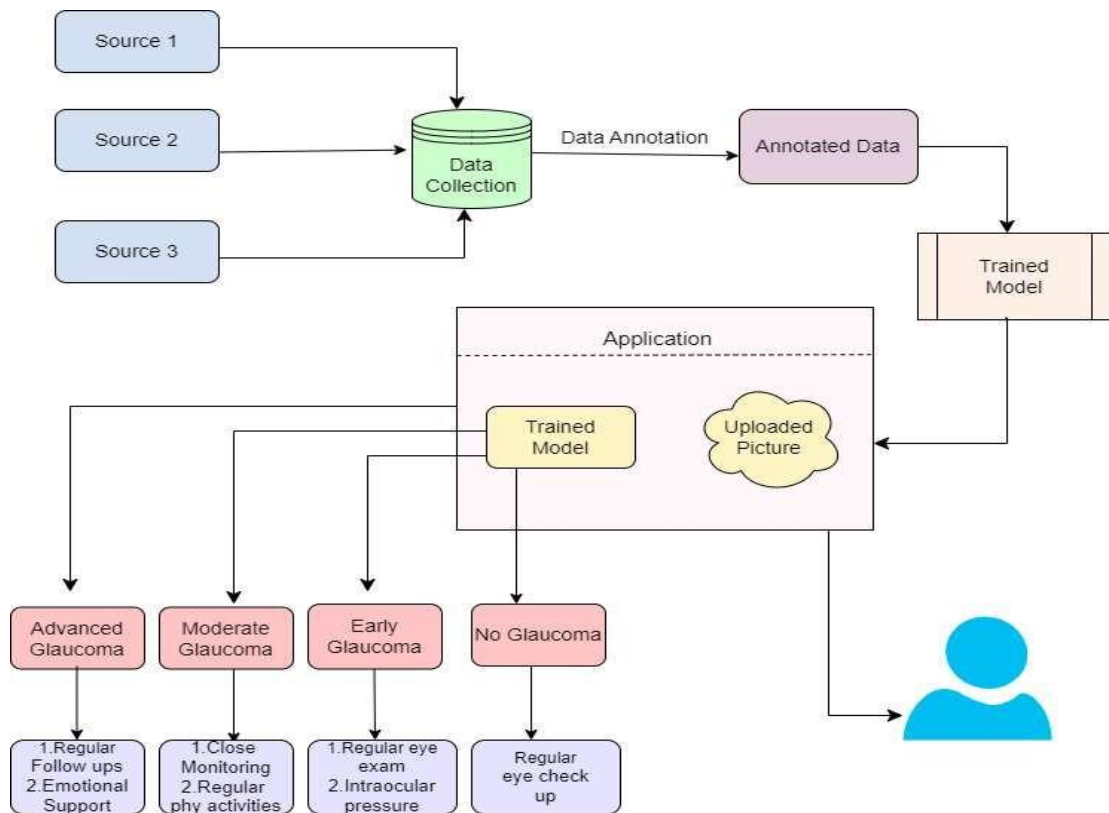 Source 1
Source 2
Source 3
Data
Collection
Data Annotation
Annotated Data
Trained
Model
Application
Trained
Model
Uploaded
Picture
Advanced
Glaucoma
Moderate
Glaucoma
Early
Glaucoma
No Glaucoma
1.Regular
Follow ups
2.Emotional
Support
1.Close
Monitoring
2.Regular
phy activities
1.Regular eye
exam
2.Intraocular
pressure
Regular
eye check
up